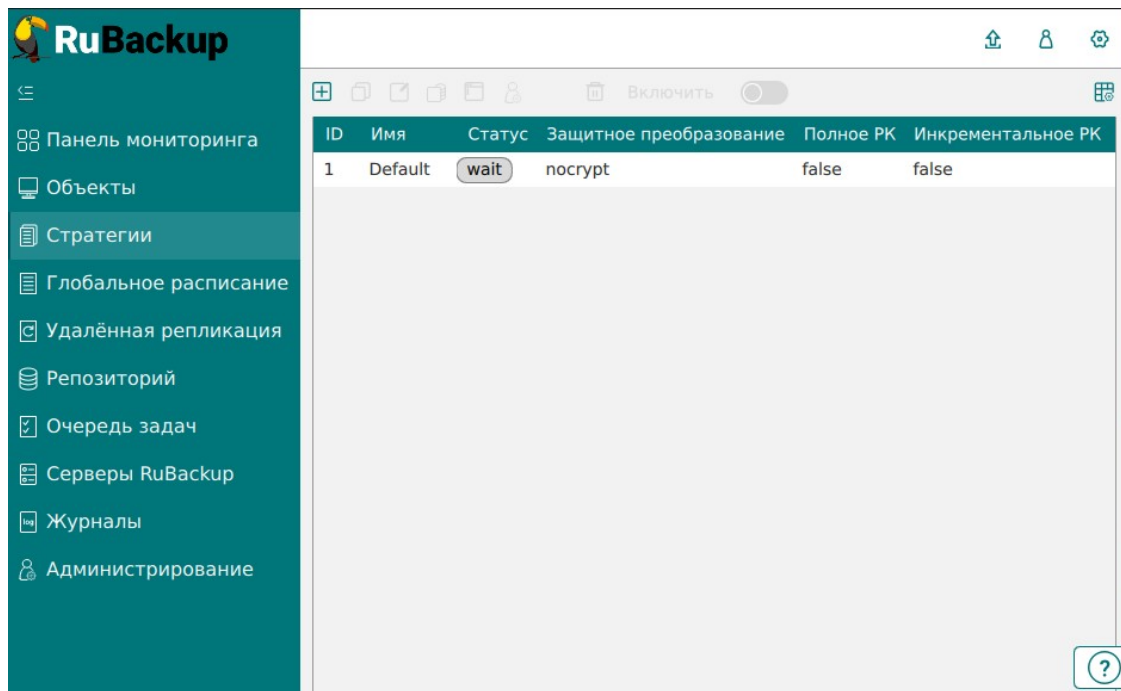 RuBackup
Включить
Панель мониторинга
Объекты
Стратегии
Глобальное расписание
Удалённая репликация
Репозиторий
Очередь задач
Серверы RuBackup
log Журналы
Администрирование
ID Имя Статус Защитное преобразование Полное РК Инкрементальное РК
1 Default wait nocrypt false false
?